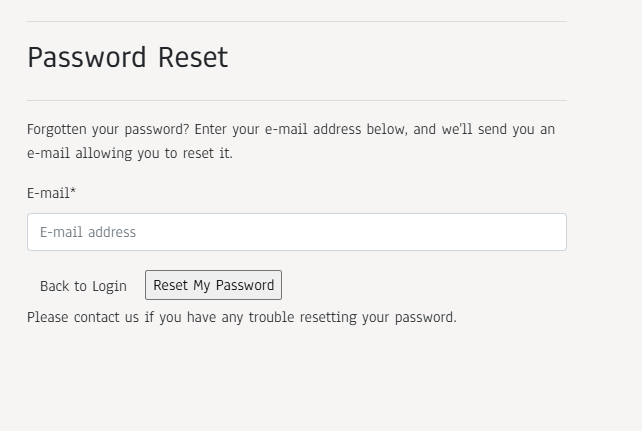 Password Reset
Forgotten your password? Enter your e-mail address below, and we'll send you an
e-mail allowing you to reset it.
E-mail*
E-mail address
Back to Login Reset My Password
Please contact us if you have any trouble resetting your password.